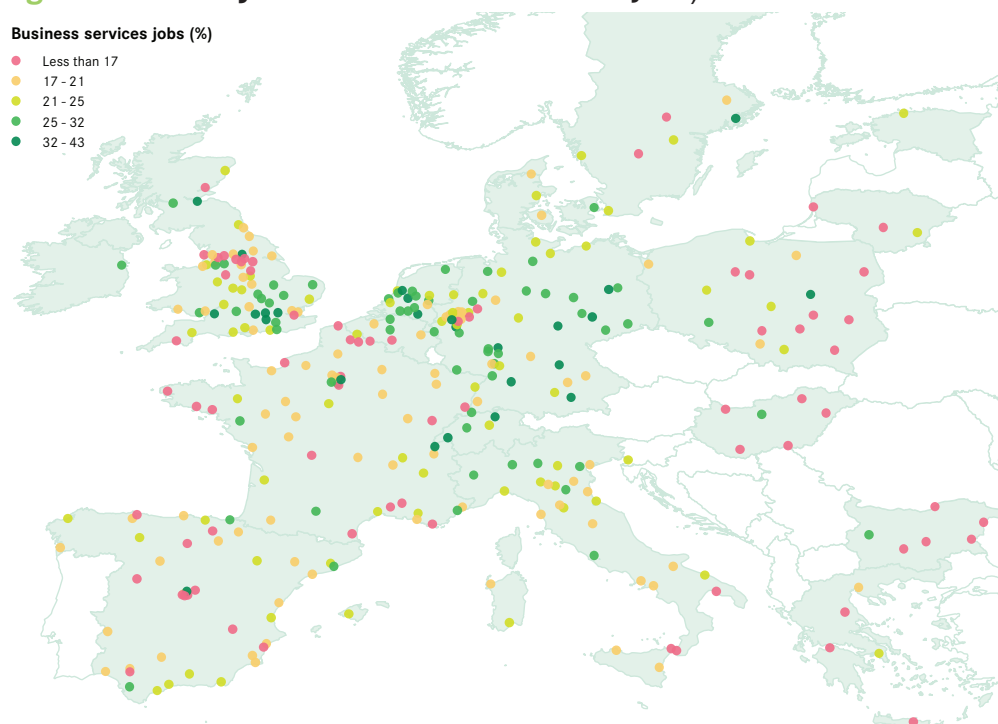 Business services jobs (%)
Less than 17
17 - 21
21 - 25
25 - 32
32 - 43